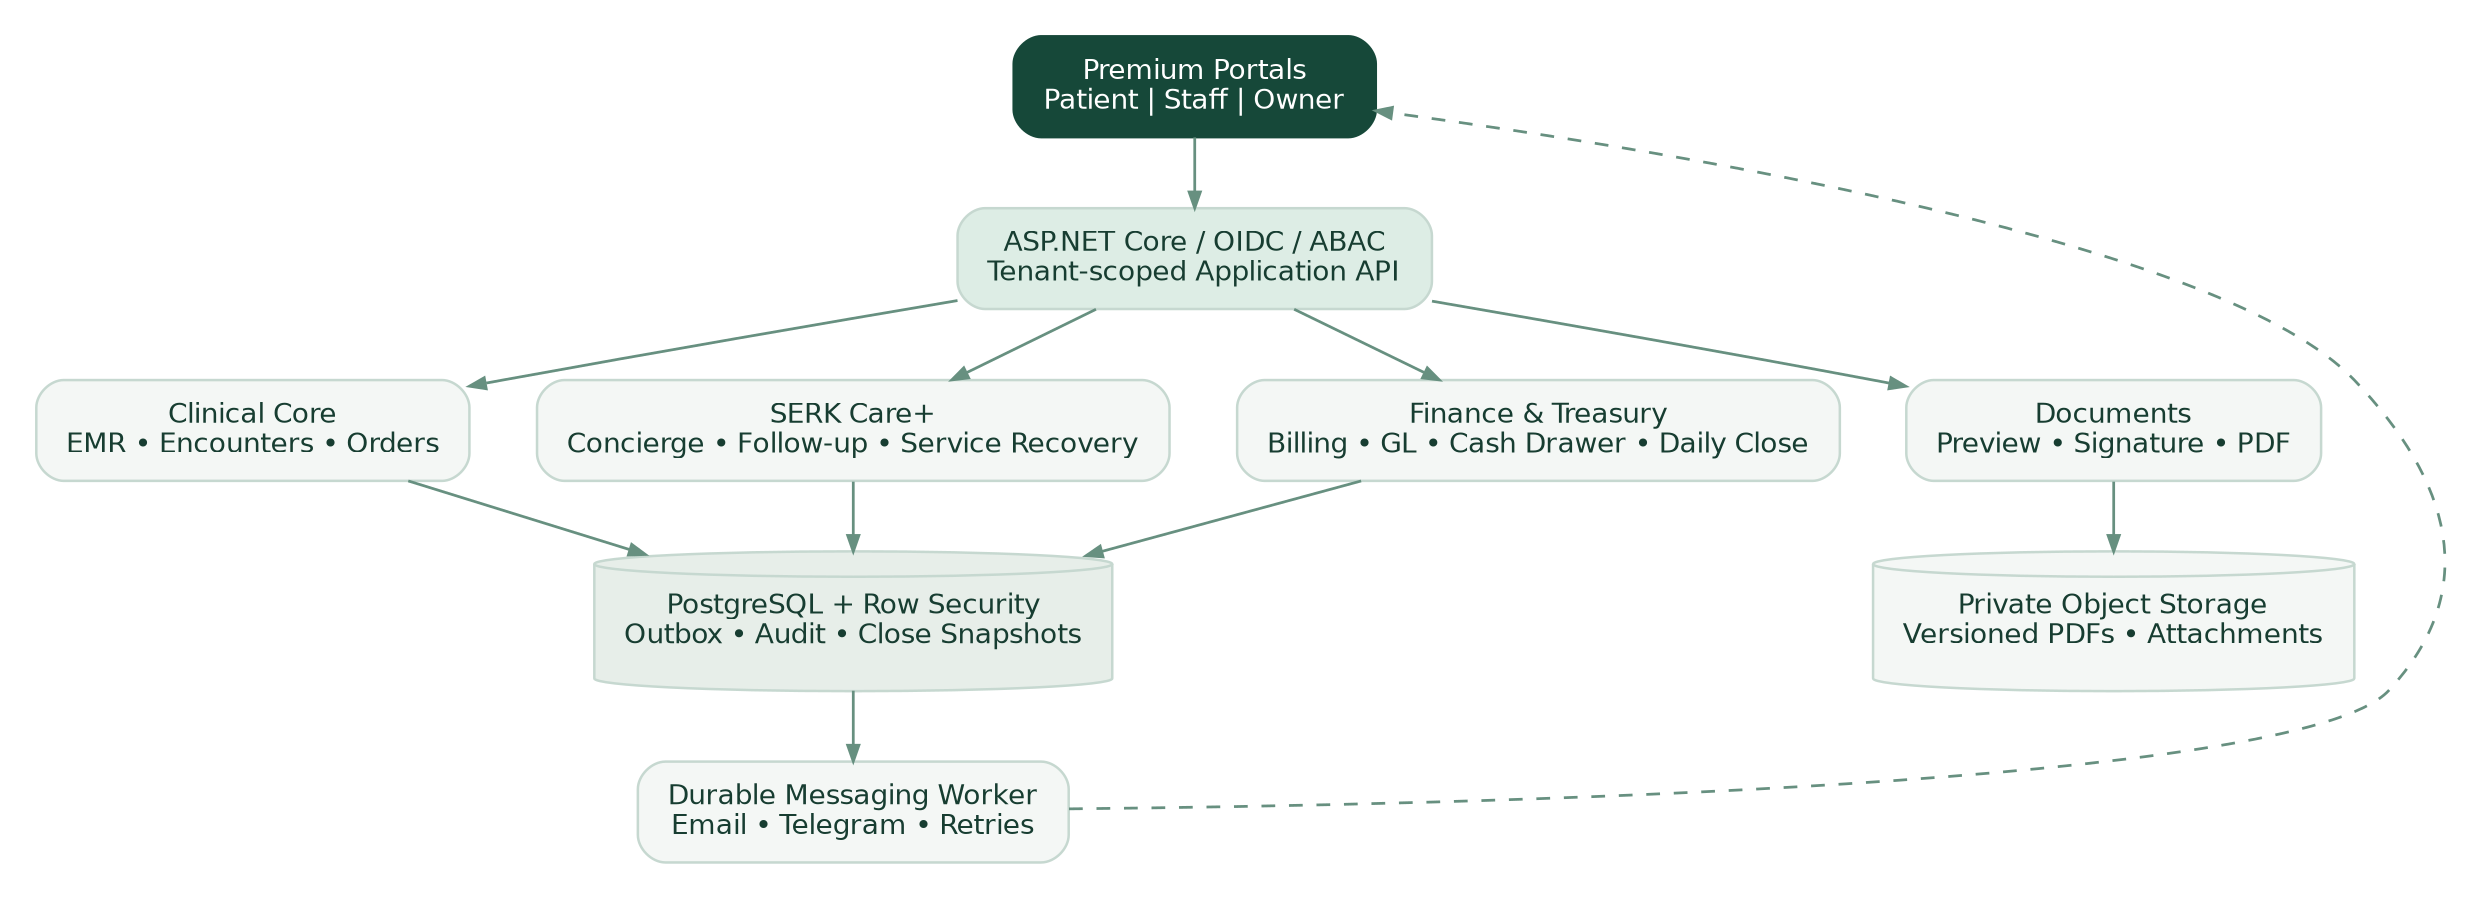 Premium Portals
Patient | Staff | Owner
ASP.NET Core / OIDC / ABAC
Tenant-scoped Application API
Clinical Core
EMR • Encounters • Orders
SERK Care+
Concierge • Follow-up • Service Recovery
Finance & Treasury
Billing • GL • Cash Drawer • Daily Close
Documents
Preview • Signature • PDF
PostgreSQL + Row Security
Outbox • Audit • Close Snapshots
Private Object Storage
Versioned PDFs • Attachments
Durable Messaging Worker
Email • Telegram • Retries